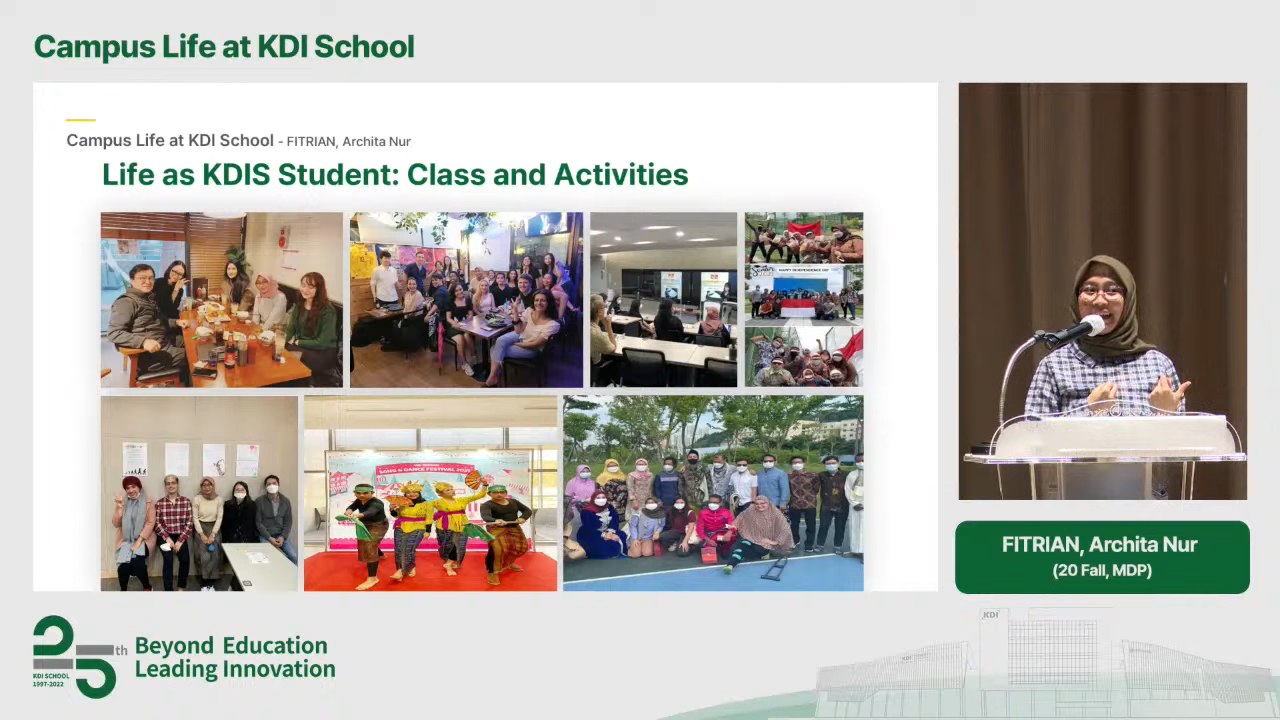 Campus Life at KDI School
Campus Life at KDI School - FITRIAN, Archita Nur
Life as KDIS Student: Class and Activities
HAPPY INDEPENDENCE DAY
SONG & DANCE FESTIVAL 2021
FITRIAN, Archita Nur
(20 Fall, MDP)
25th
KDI SCHOOL
1997-2022
Beyond Education
Leading Innovation
KDI